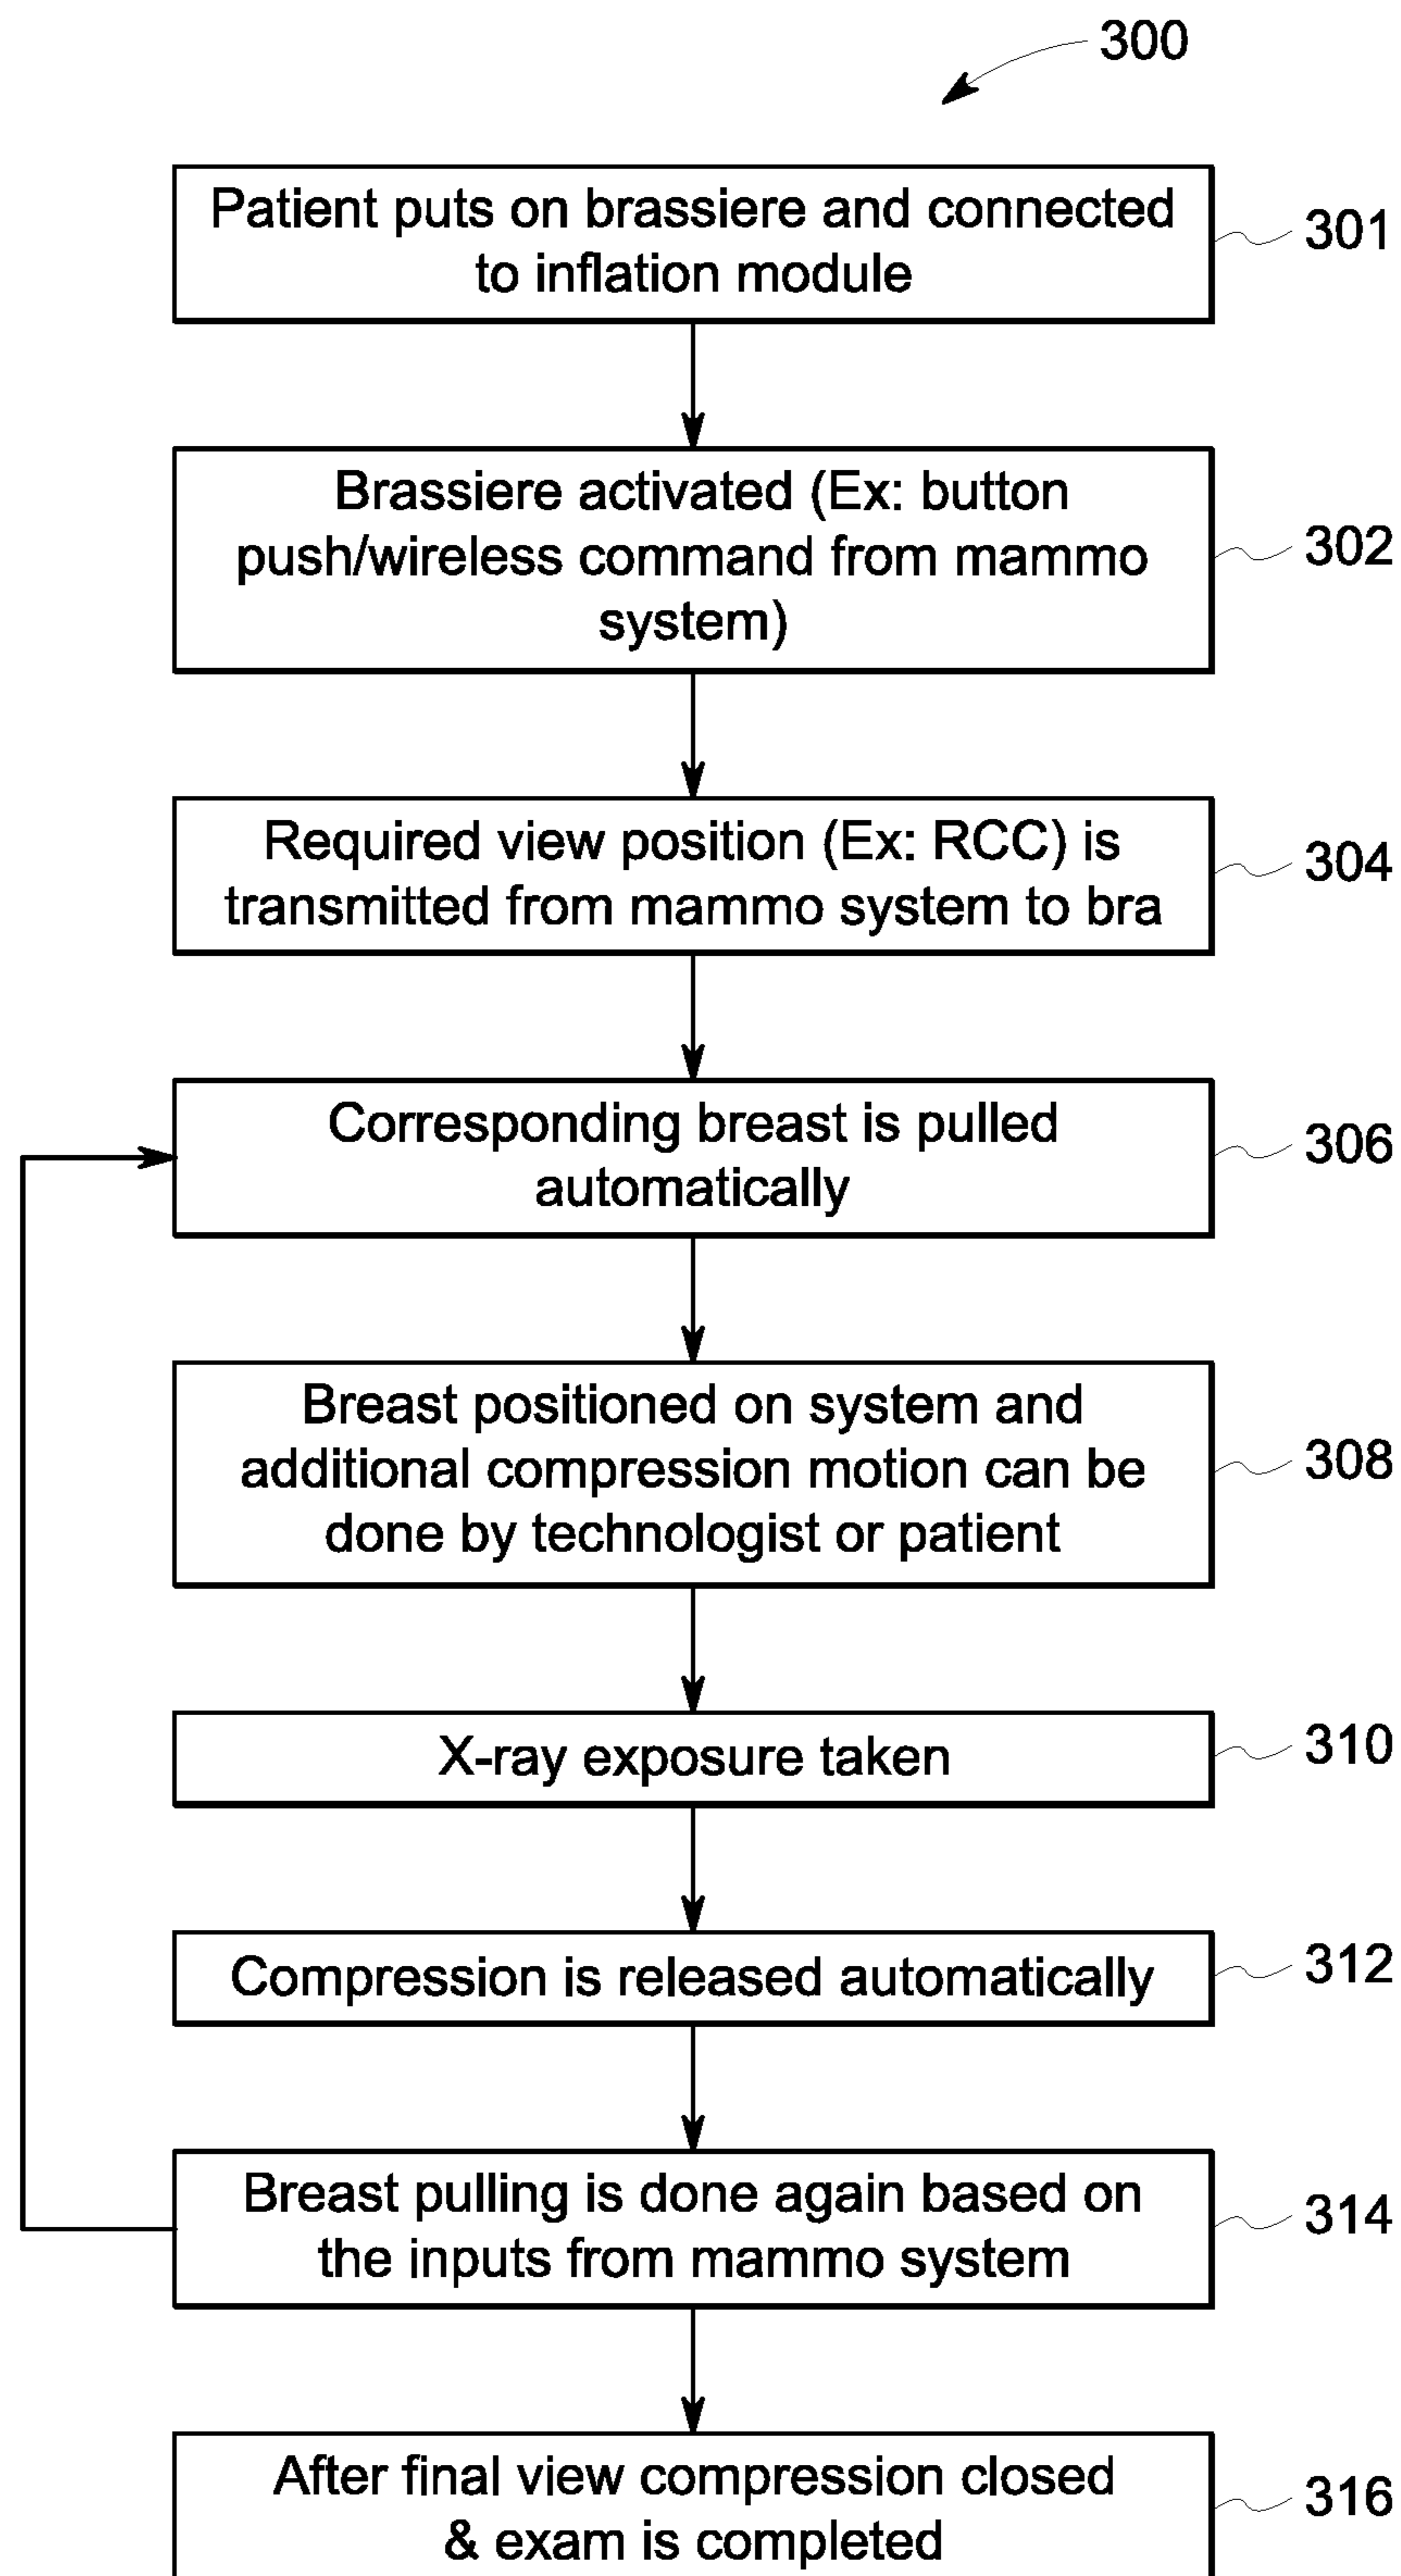 300
Patient puts on brassiere and connected
to inflation module
301
Brassiere activated (Ex: button
push/wireless command from mammo
system)
302
Required view position (Ex: RCC) is
transmitted from mammo system to bra
304
Corresponding breast is pulled
automatically
306
Breast positioned on system and
additional compression motion can be
done by technologist or patient
308
X-ray exposure taken
310
Compression is released automatically
312
Breast pulling is done again based on
the inputs from mammo system
314
After final view compression closed
& exam is completed
316